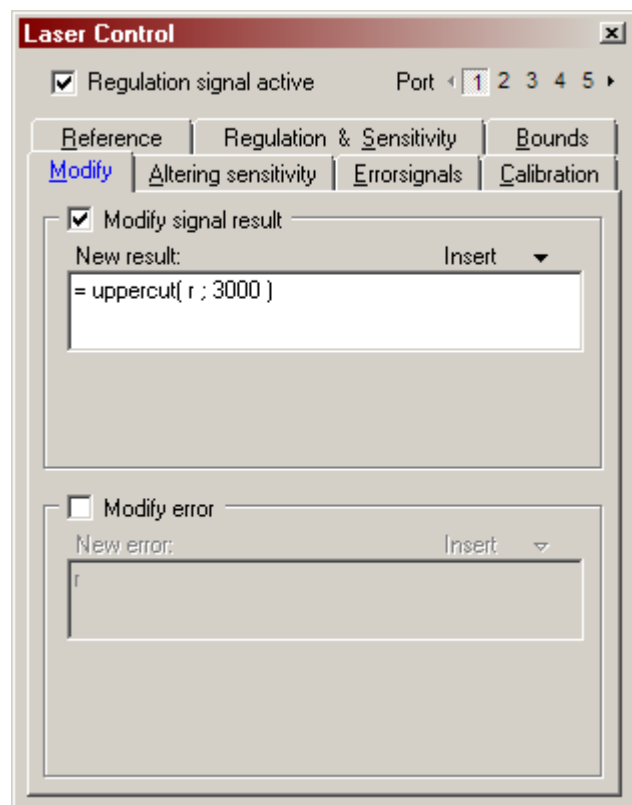 Laser Control
Regulation signal active Port 1 2 3 4 5
Reference Regulation & Sensitivity Bounds
Modify Altering sensitivity Errorsignals Calibration
Modify signal result
New result: Insert
= uppercut( r ; 3000 )
Modify error
New error: Insert
r